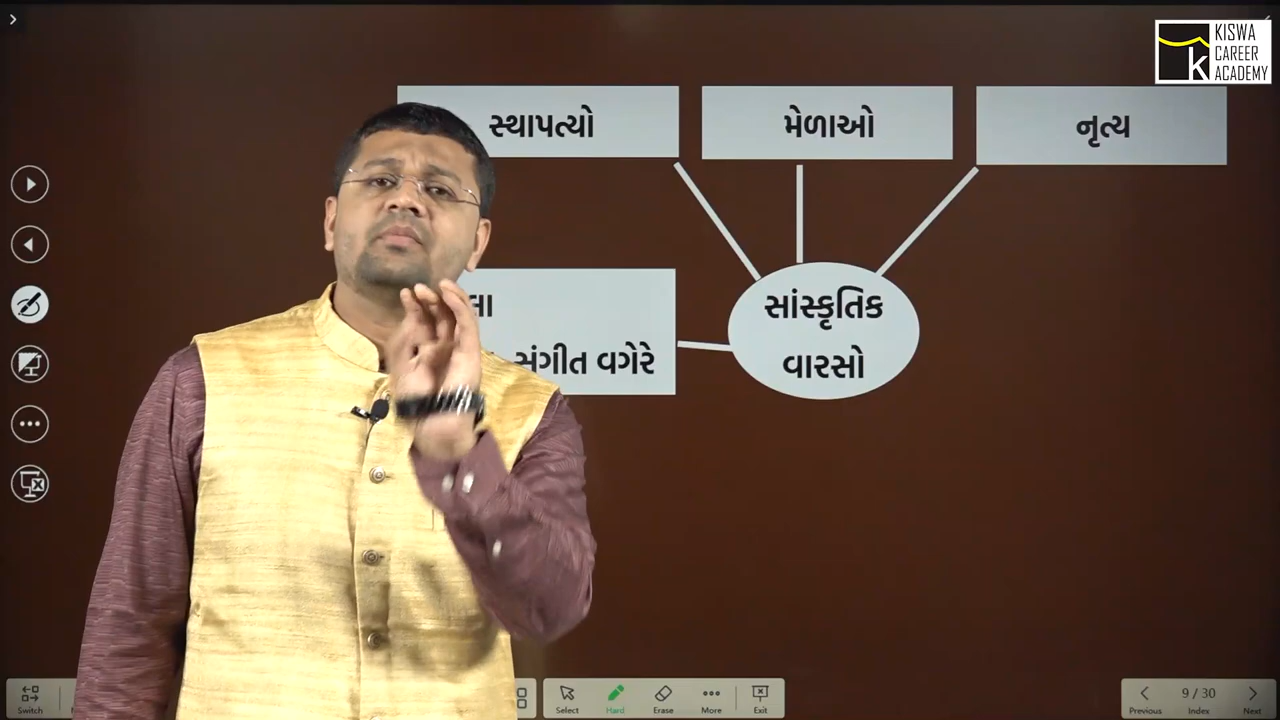 KISWA
CAREER
ACADEMY
સ્થાપત્યો
મેળાઓ
નૃત્ય
સંગીત વગેરે
સાંસ્કૃતિક
વારસો
Switch
Select
Hard
Erase
More
Exit
Previous
9 / 30
Index
Next